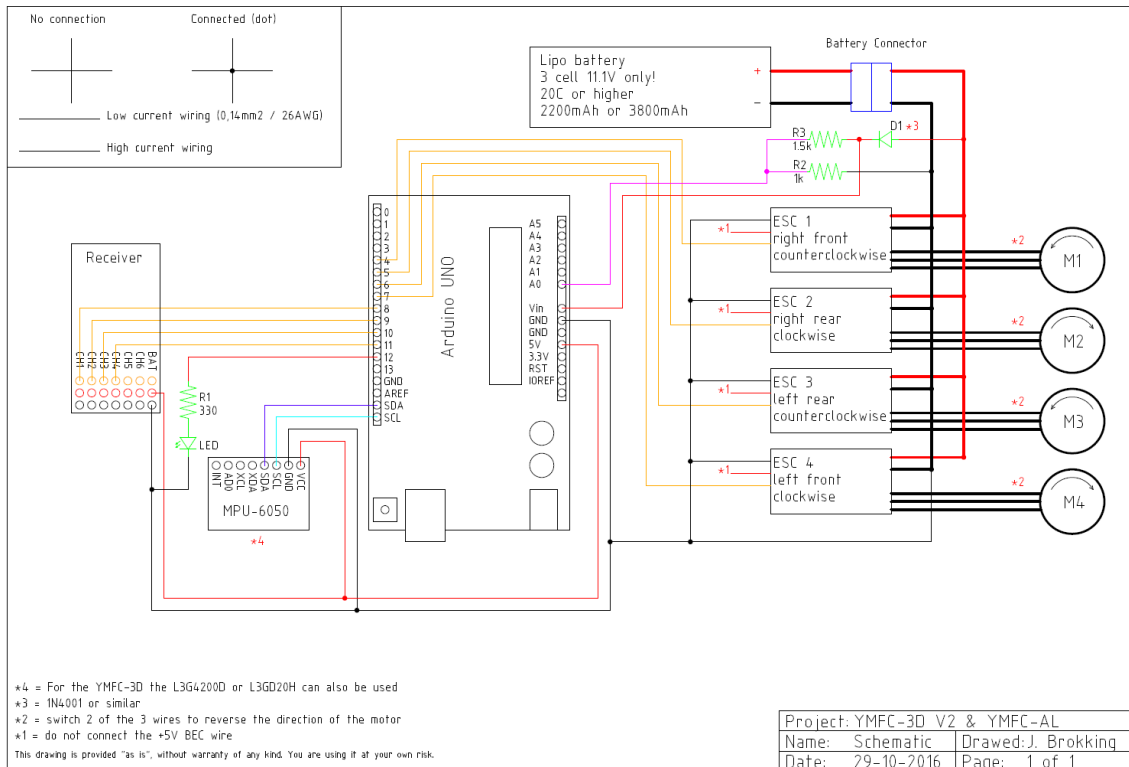 No connection
Connected (dot)
Low current wiring (0,14mm2 / 26AWG)
High current wiring
Lipo battery
3 cell 11.1V only!
20C or higher
2200mAh or 3800mAh
+
-
Battery Connector
R3
1.5k
D1 *3
R2
1k
Receiver
CH1
CH2
CH3
CH4
CH5
CH6
BAT
R1
330
LED
INT
AD0
XCL
XDA
SDA
SCL
GND
VCC
MPU-6050
*4
Arduino UNO
0
1
2
3
4
5
6
7
8
9
10
11
12
13
GND
AREF
SDA
SCL
A5
A4
A3
A2
A1
A0
Vin
GND
GND
5V
3.3V
RST
IOREF
*1
ESC 1
right front
counterclockwise
*2
M1
*1
ESC 2
right rear
clockwise
*2
M2
*1
ESC 3
left rear
counterclockwise
*2
M3
*1
ESC 4
left front
clockwise
*2
M4
*4 = For the YMFC-3D the L3G4200D or L3GD20H can also be used
*3 = 1N4001 or similar
*2 = switch 2 of the 3 wires to reverse the direction of the motor
*1 = do not connect the +5V BEC wire
This drawing is provided "as is", without warranty of any kind. You are using it at your own risk.
Project: YMFC-3D V2 & YMFC-AL
Name: Schematic Drawed: J. Brokking
Date: 29-10-2016 Page: 1 of 1